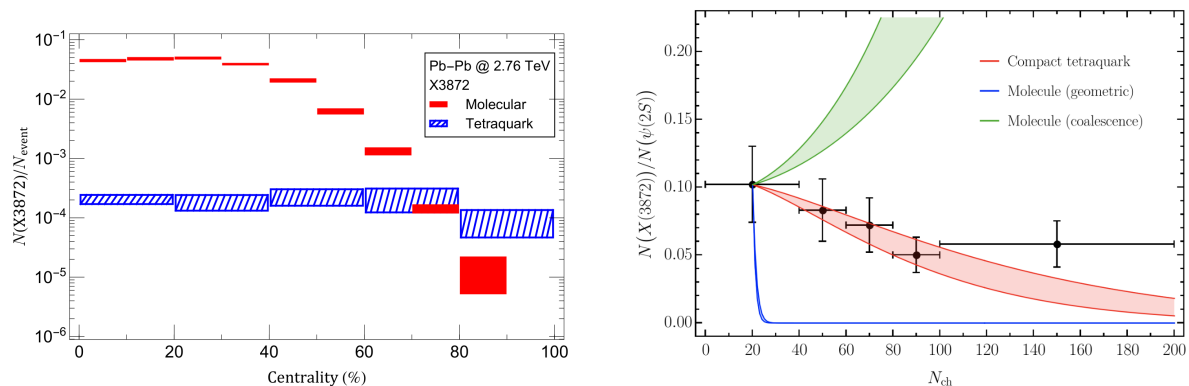 10⁻¹
10⁻²
10⁻³
10⁻⁴
10⁻⁵
10⁻⁶
N(X3872)/N_event
Pb−Pb @ 2.76 TeV
X3872
Molecular
Tetraquark
0 20 40 60 80 100
Centrality (%)
0.20
0.15
0.10
0.05
0.00
N(X(3872))/N(ψ(2S))
Compact tetraquark
Molecule (geometric)
Molecule (coalescence)
0 20 40 60 80 100 120 140 160 180 200
N_ch